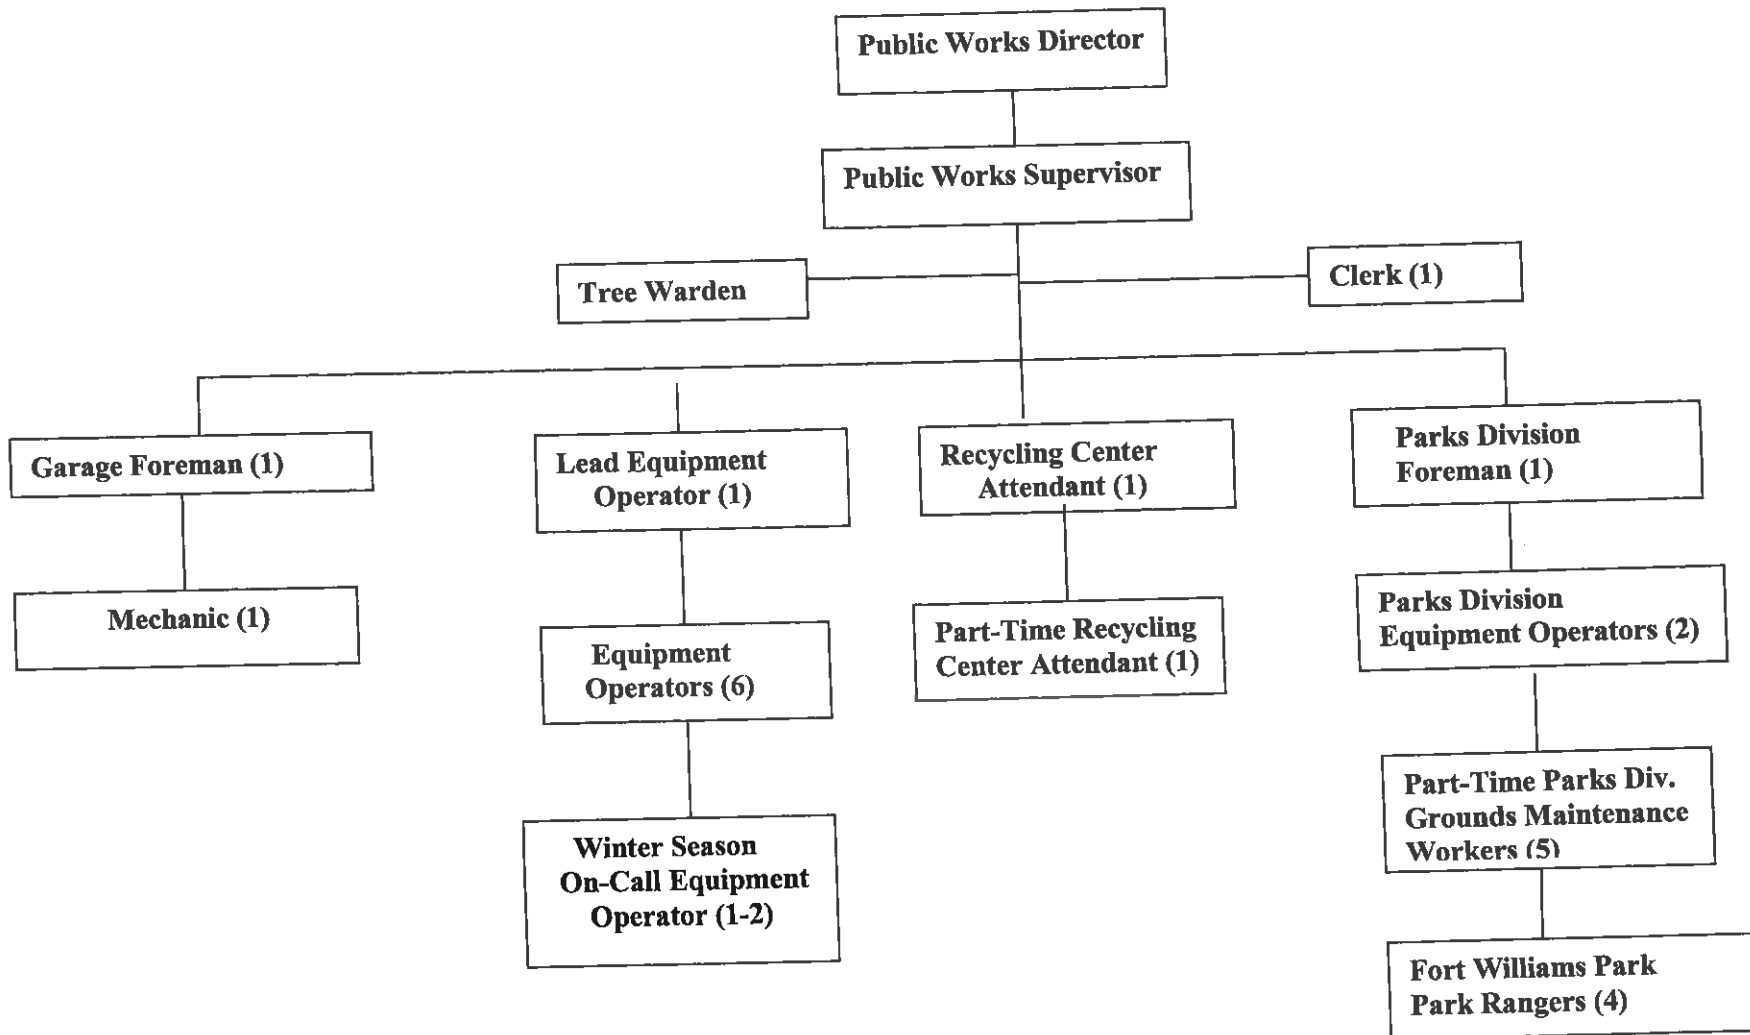 Public Works Director
Public Works Supervisor
Tree Warden
Clerk (1)
Garage Foreman (1)
Lead Equipment
Operator (1)
Recycling Center
Attendant (1)
Parks Division
Foreman (1)
Mechanic (1)
Equipment
Operators (6)
Part-Time Recycling
Center Attendant (1)
Parks Division
Equipment Operators (2)
Winter Season
On-Call Equipment
Operator (1-2)
Part-Time Parks Div.
Grounds Maintenance
Workers (5)
Fort Williams Park
Park Rangers (4)